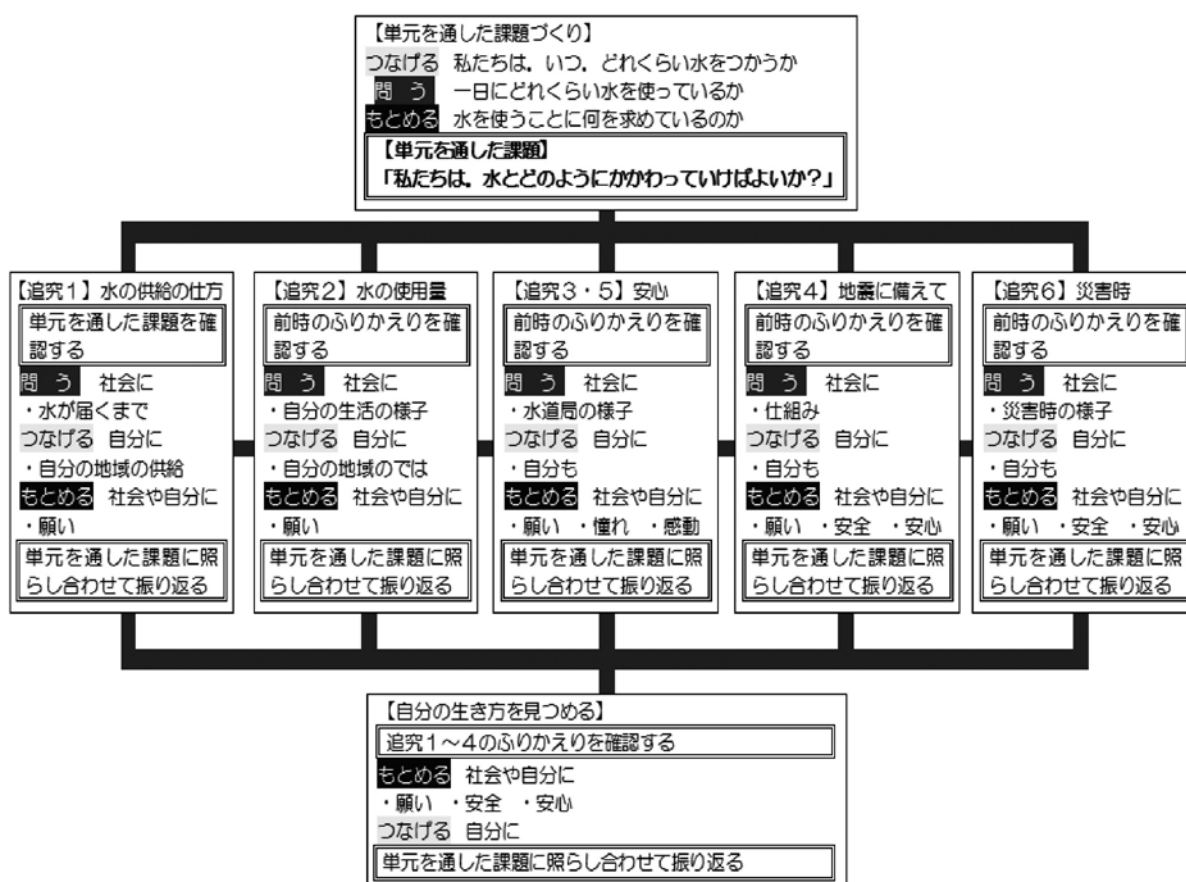 【単元を通した課題づくり】
つなげる 私たちは,いつ,どれくらい水をつかうか
問 う 一日にどれくらい水を使っているか
もとめる 水を使うことに何を求めているのか
【単元を通した課題】
「私たちは,水とどのようにかかわっていけばよいか?」
【追究1】水の供給の仕方
単元を通した課題を確
認する
問 う 社会に
・水が届くまで
つなげる 自分に
・自分の地域の供給
もとめる 社会や自分に
・願い
単元を通した課題に照
らし合わせて振り返る
【追究2】水の使用量
前時のふりかえりを確
認する
問 う 社会に
・自分の生活の様子
つなげる 自分に
・自分の地域のでは
もとめる 社会や自分に
・願い
単元を通した課題に照
らし合わせて振り返る
【追究3・5】安心
前時のふりかえりを確
認する
問 う 社会に
・水道局の様子
つなげる 自分に
・自分も
もとめる 社会や自分に
・願い ・憧れ ・感動
単元を通した課題に照
らし合わせて振り返る
【追究4】地震に備えて
前時のふりかえりを確
認する
問 う 社会に
・仕組み
つなげる 自分に
・自分も
もとめる 社会や自分に
・願い ・安全 ・安心
単元を通した課題に照
らし合わせて振り返る
【追究6】災害時
前時のふりかえりを確
認する
問 う 社会に
・災害時の様子
つなげる 自分に
・自分も
もとめる 社会や自分に
・願い ・安全 ・安心
単元を通した課題に照
らし合わせて振り返る
【自分の生き方を見つめる】
追究1~4のふりかえりを確認する
もとめる 社会や自分に
・願い ・安全 ・安心
つなげる 自分に
単元を通した課題に照らし合わせて振り返る